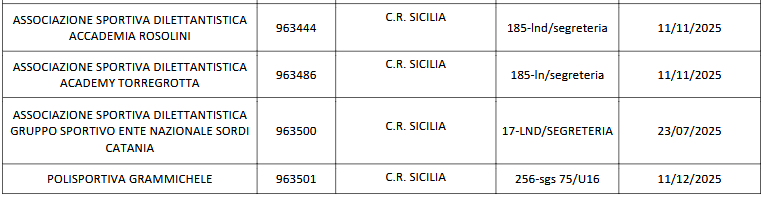 ASSOCIAZIONE SPORTIVA DILETTANTISTICA
ACCADEMIA ROSOLINI
963444
C.R. SICILIA
185-lnd/segreteria
11/11/2025
ASSOCIAZIONE SPORTIVA DILETTANTISTICA
ACADEMY TORREGROTTA
963486
C.R. SICILIA
185-ln/segreteria
11/11/2025
ASSOCIAZIONE SPORTIVA DILETTANTISTICA
GRUPPO SPORTIVO ENTE NAZIONALE SORDI
CATANIA
963500
C.R. SICILIA
17-LND/SEGRETERIA
23/07/2025
POLISPORTIVA GRAMMICHELE
963501
C.R. SICILIA
256-sgs 75/U16
11/12/2025